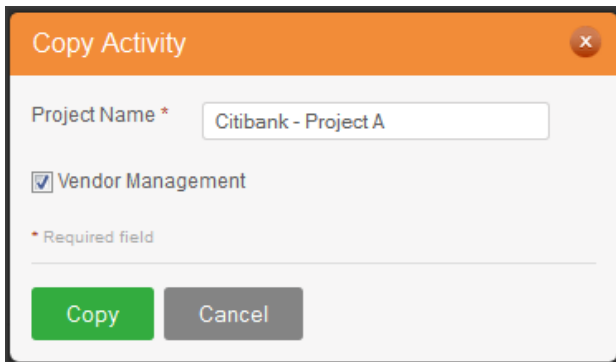 Copy Activity
Project Name * Citibank - Project A
Vendor Management
* Required field
Copy Cancel